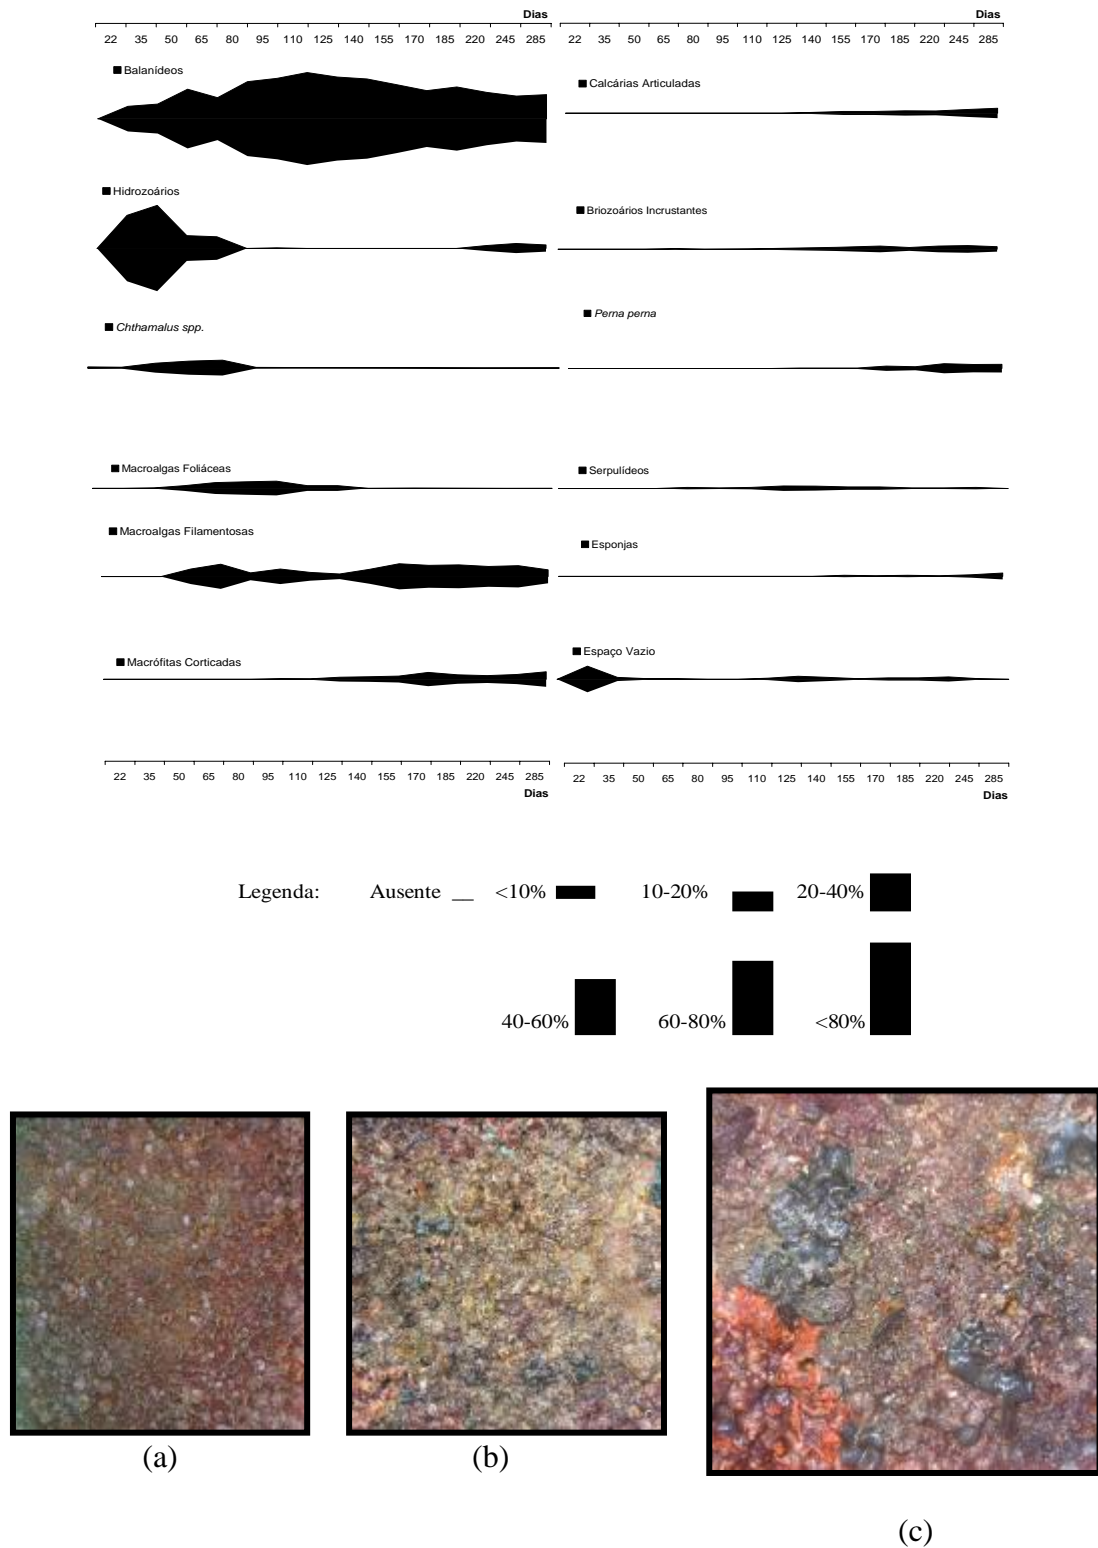 Dias Dias
22 35 50 65 80 95 110 125 140 155 170 185 220 245 285 22 35 50 65 80 95 110 125 140 155 170 185 220 245 285
Balanídeos
Calcárias Articuladas
Hidrozoários
Briozoários Incrustantes
Chthamalus spp.
Perna perna
Macroalgas Foliáceas
Serpulídeos
Macroalgas Filamentosas
Esponjas
Macrófitas Corticadas
Espaço Vazio
22 35 50 65 80 95 110 125 140 155 170 185 220 245 285 22 35 50 65 80 95 110 125 140 155 170 185 220 245 285
Dias Dias
Legenda: Ausente __ <10% 10-20% 20-40%
40-60% 60-80% <80%
(a) (b)
(c)